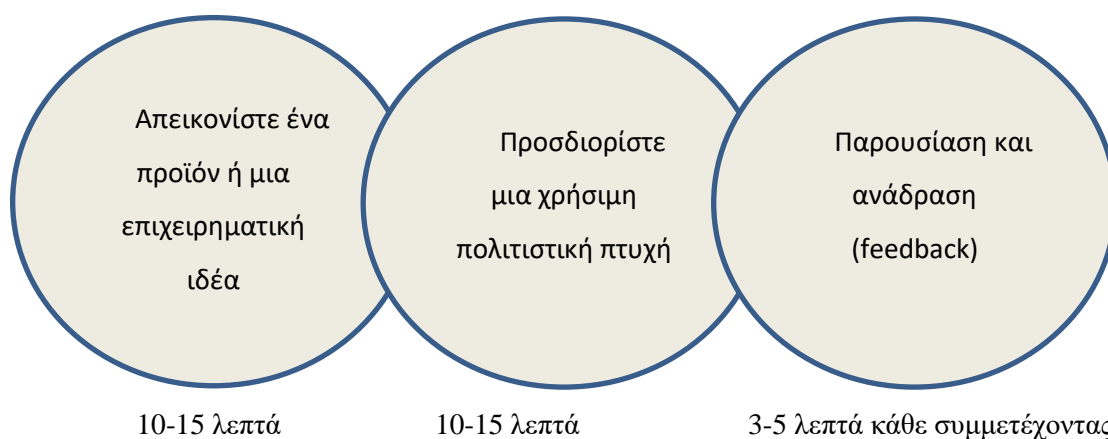 Απεικονίστε ένα
προϊόν ή μια
επιχειρηματική
ιδέα
Προσδιορίστε
μια χρήσιμη
πολιτιστική πτυχή
Παρουσίαση και
ανάδραση
(feedback)
10-15 λεπτά
10-15 λεπτά
3-5 λεπτά κάθε συμμετέχοντας